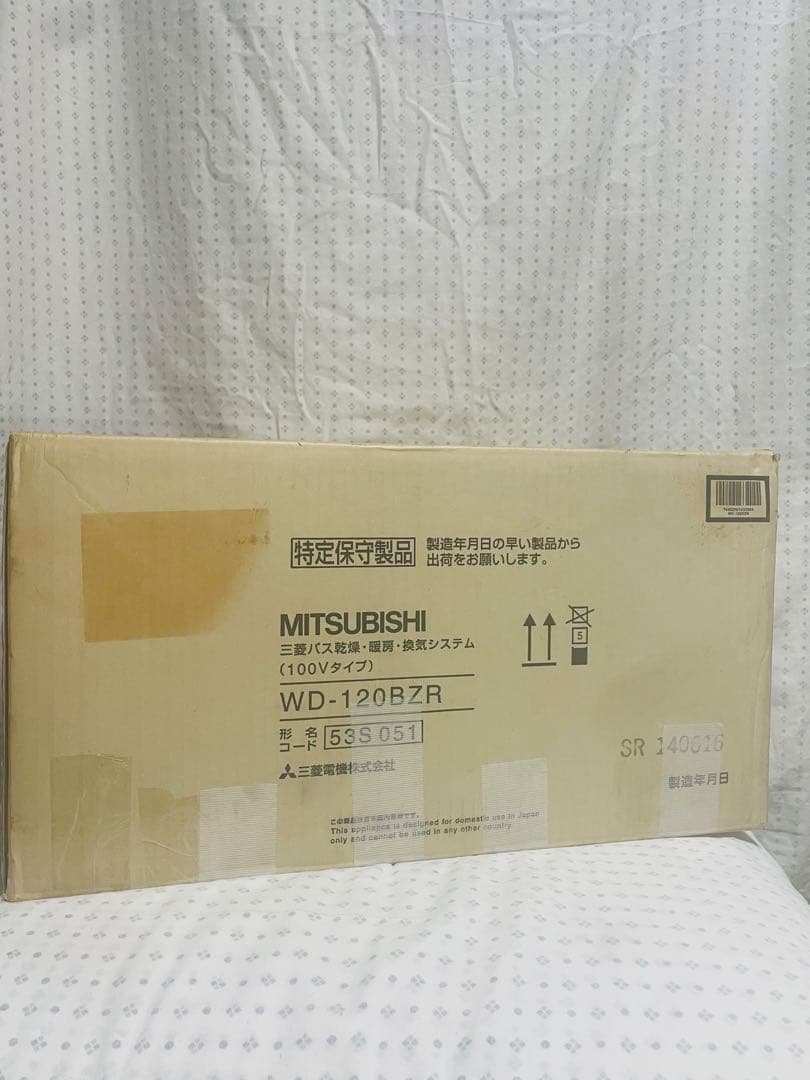 特定保守製品
製造年月日の早い製品から
出荷をお願いします。
MITSUBISHI
三菱バス乾燥・暖房・換気システム
(100Vタイプ)
WD-120BZR
5
形名
コード
53S 051
三菱電機株式会社
SR 140616
製造年月日
This appliance is designed for domestic use in Japan
only and cannot be used in any other country.